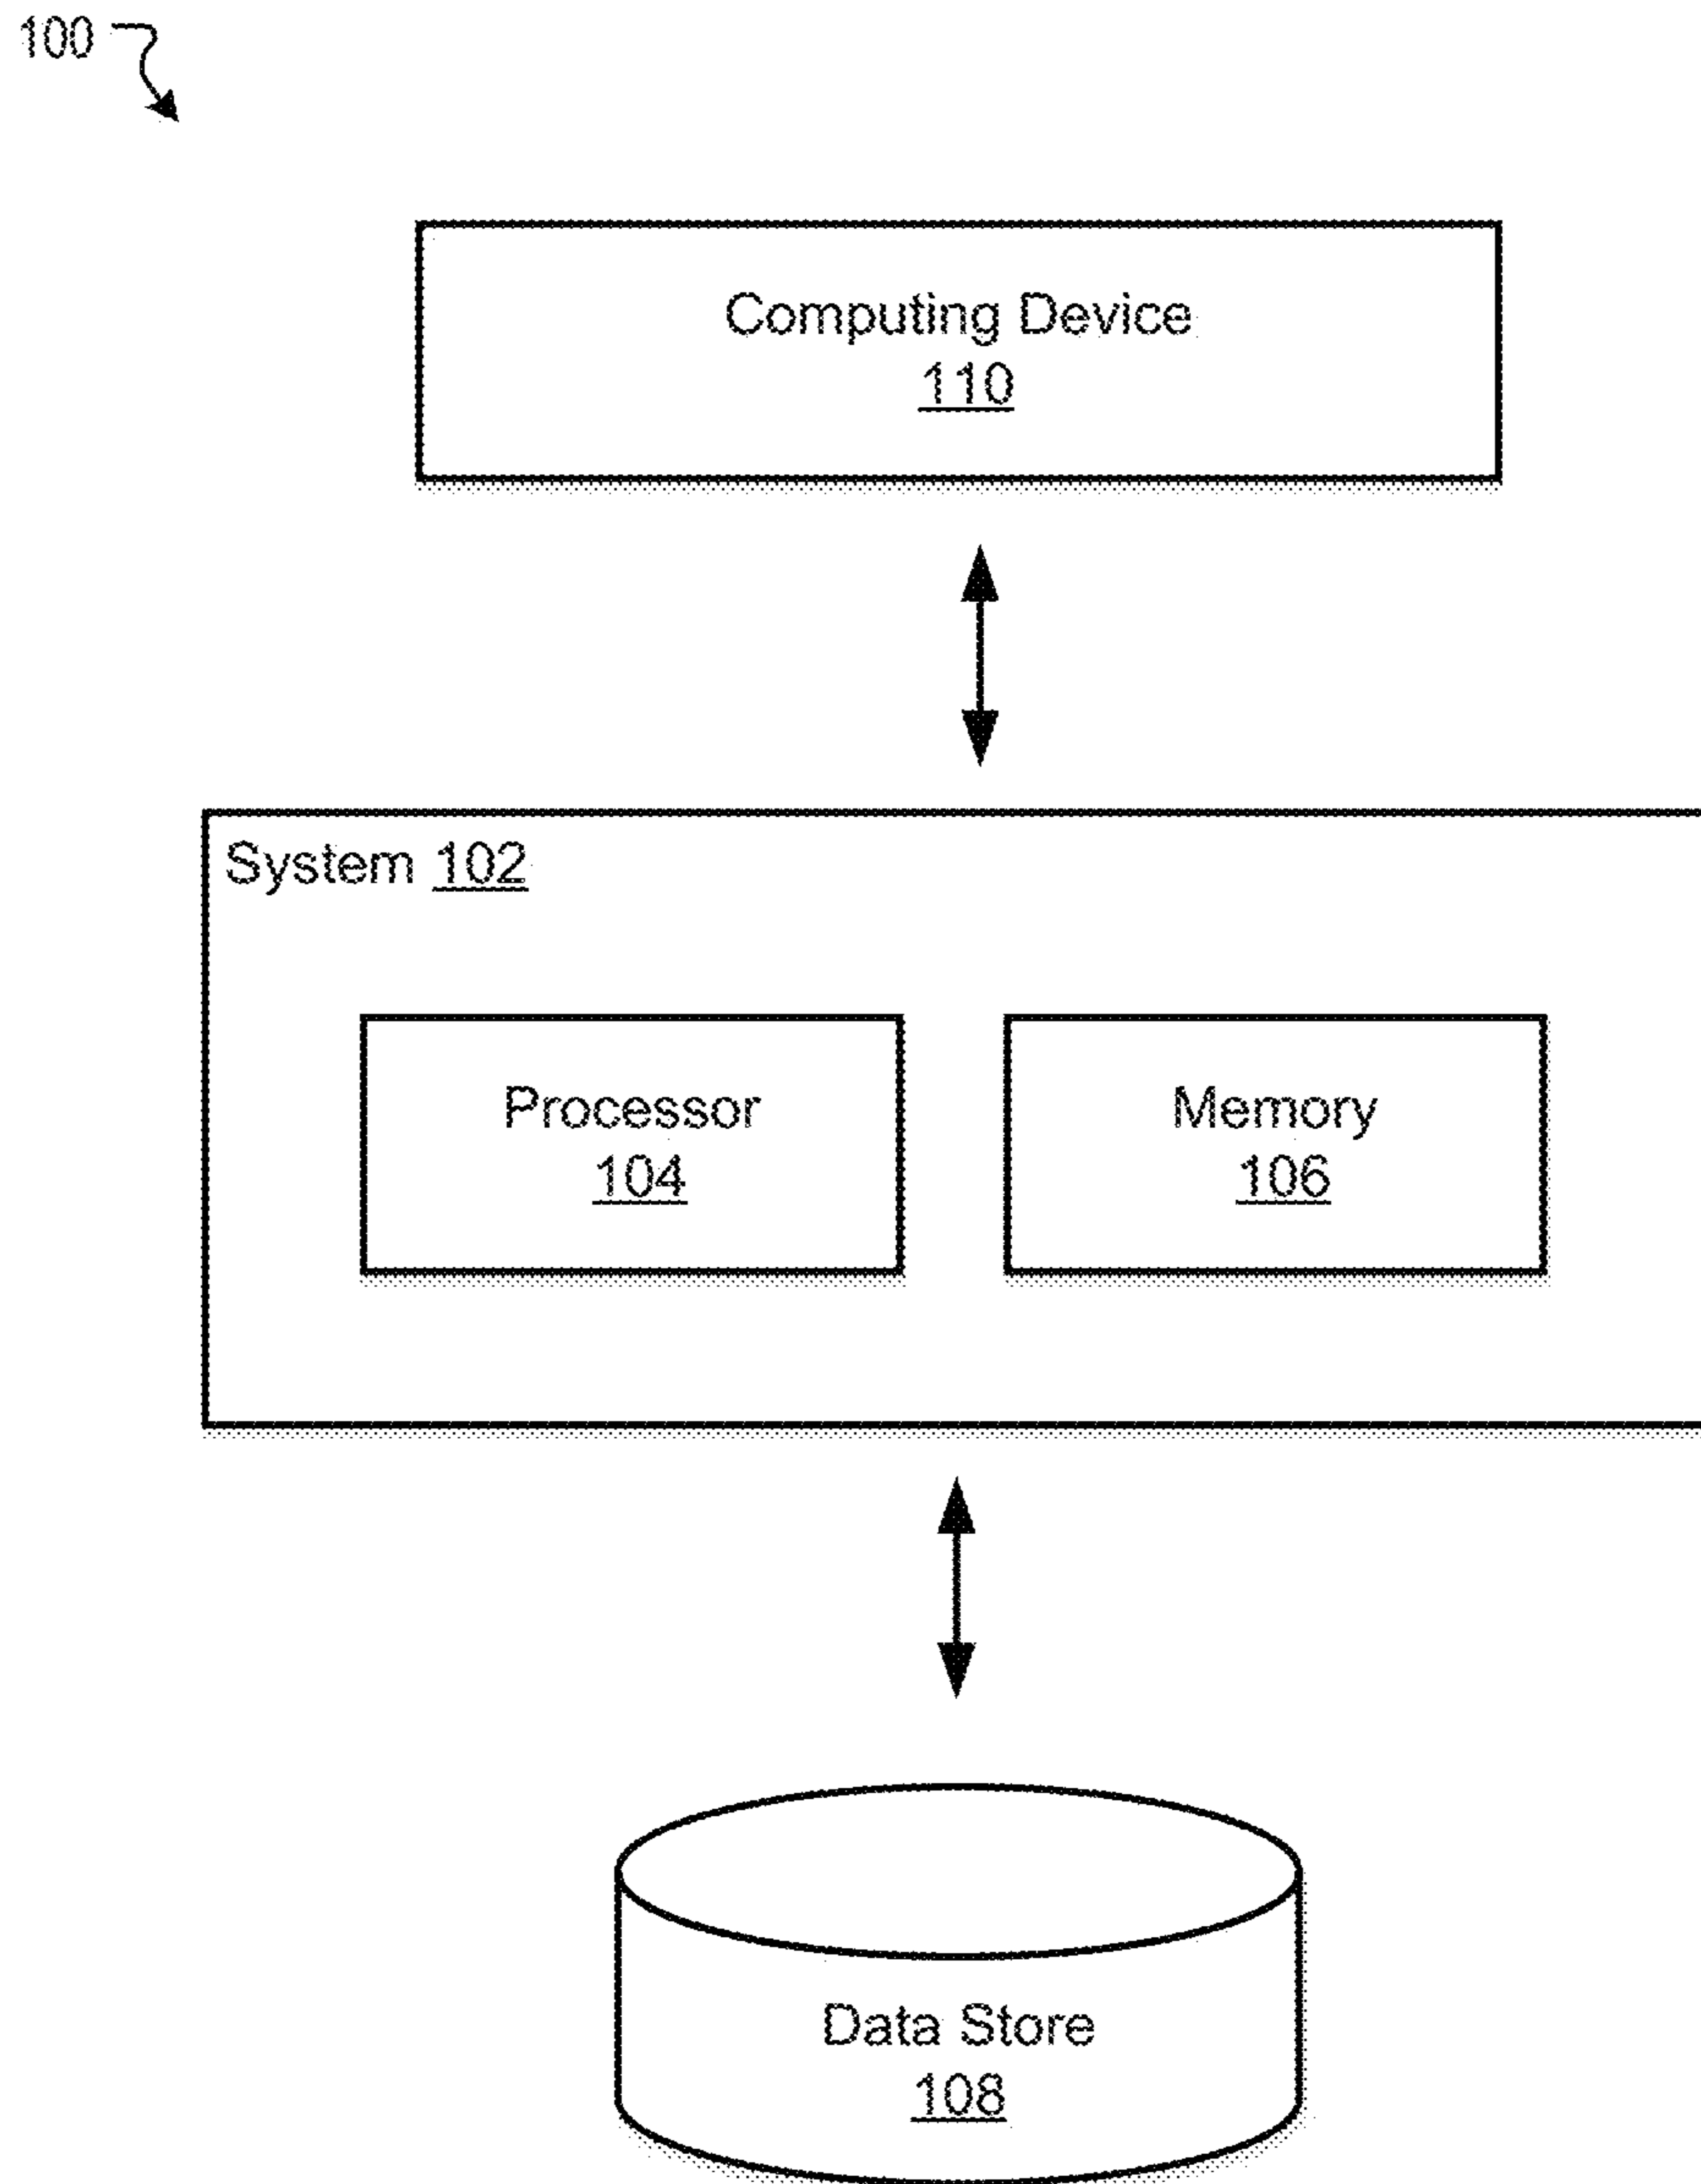 100
Computing Device
110
System 102
Processor
104
Memory
106
Data Store
108